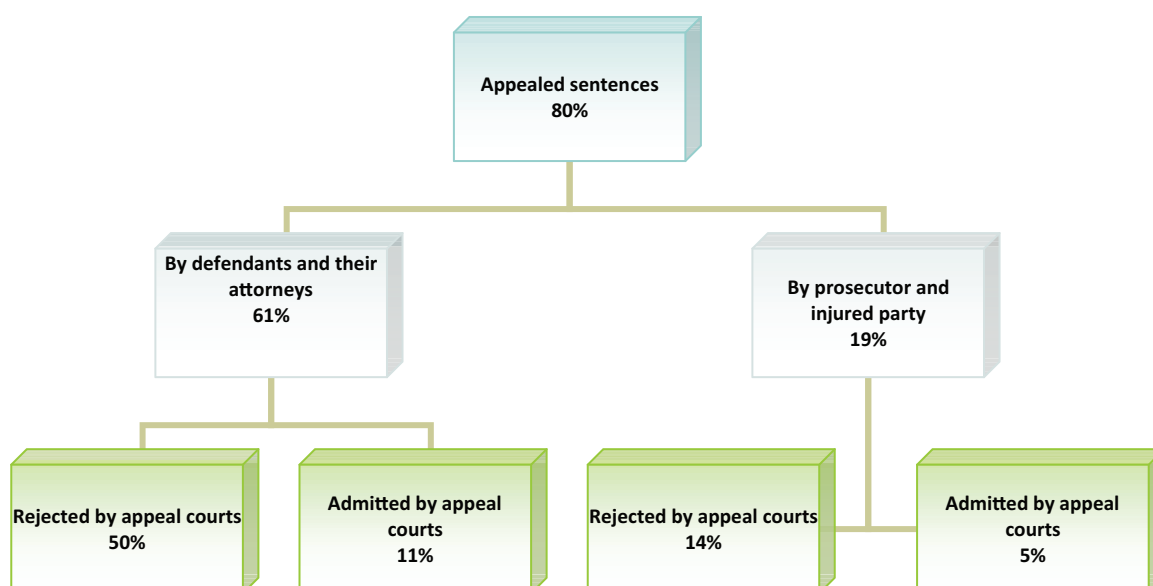 Appealed sentences
80%
By defendants and their
attorneys
61%
By prosecutor and
injured party
19%
Rejected by appeal courts
50%
Admitted by appeal
courts
11%
Rejected by appeal courts
14%
Admitted by appeal
courts
5%